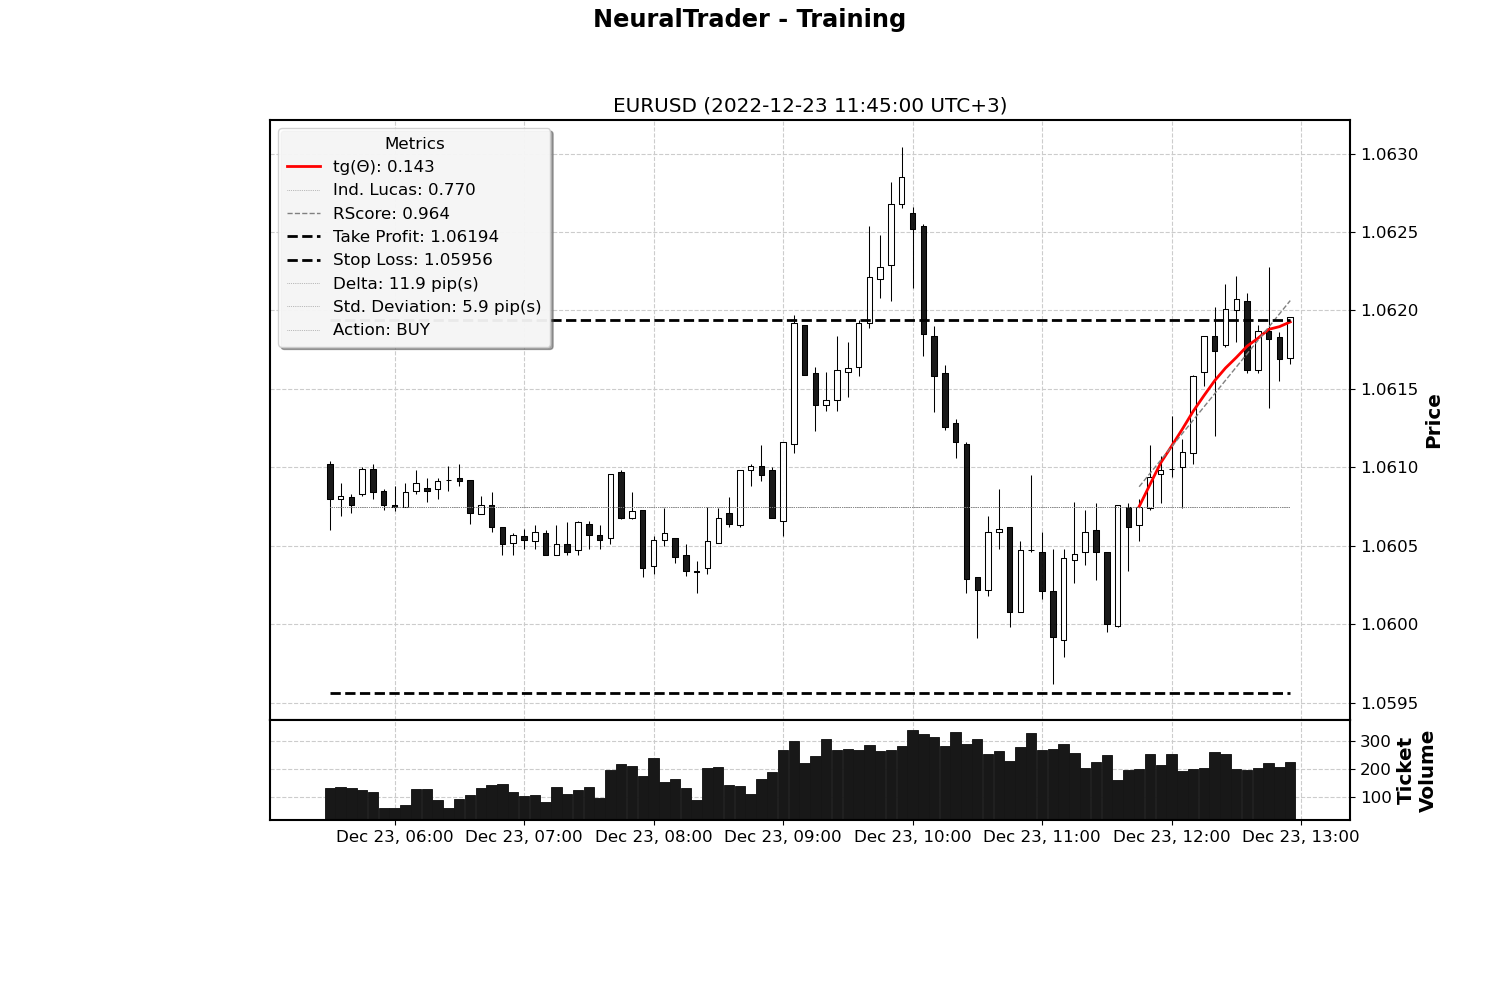 NeuralTrader - Training
EURUSD (2022-12-23 11:45:00 UTC+3)
Metrics
tg(Θ): 0.143
Ind. Lucas: 0.770
RScore: 0.964
Take Profit: 1.06194
Stop Loss: 1.05956
Delta: 11.9 pip(s)
Std. Deviation: 5.9 pip(s)
Action: BUY
1.0630
1.0625
1.0620
1.0615
1.0610
1.0605
1.0600
1.0595
Price
300
200
100
Ticket
Volume
Dec 23, 06:00 Dec 23, 07:00 Dec 23, 08:00 Dec 23, 09:00 Dec 23, 10:00 Dec 23, 11:00 Dec 23, 12:00 Dec 23, 13:00